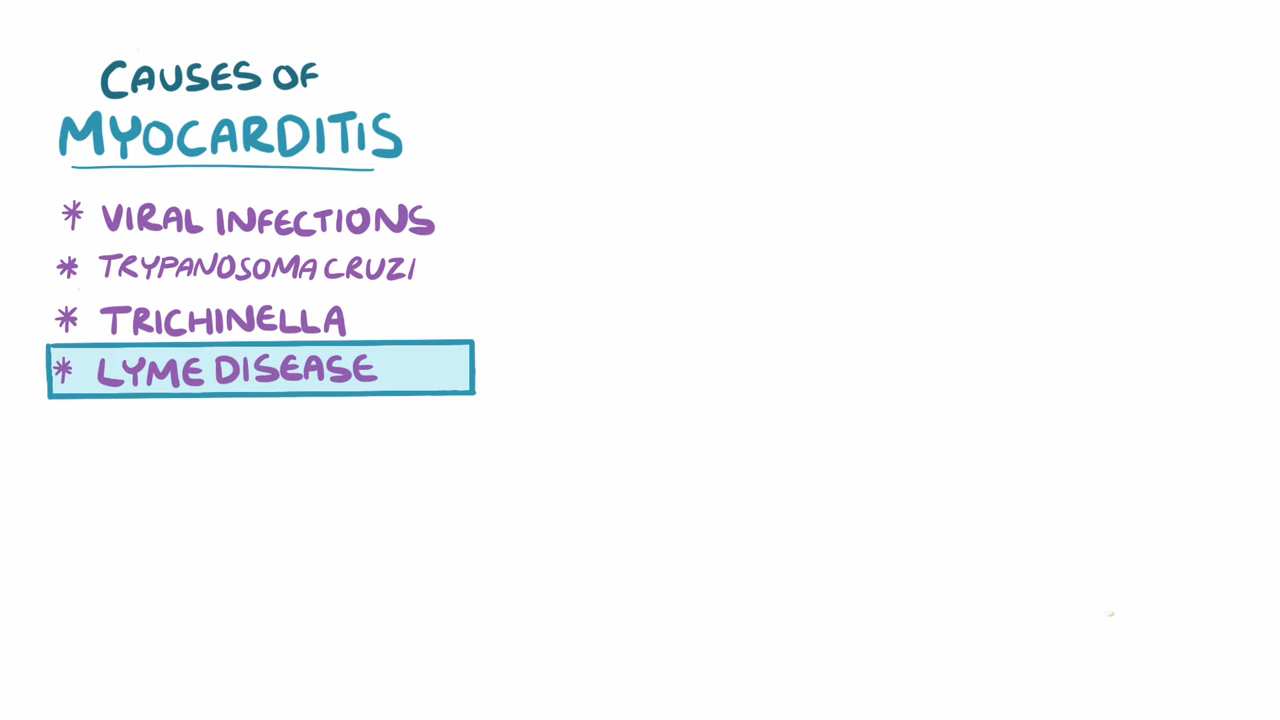 CAUSES OF
MYOCARDITIS
* VIRAL INFECTIONS
* TRYPANOSOMA CRUZI
* TRICHINELLA
* LYME DISEASE